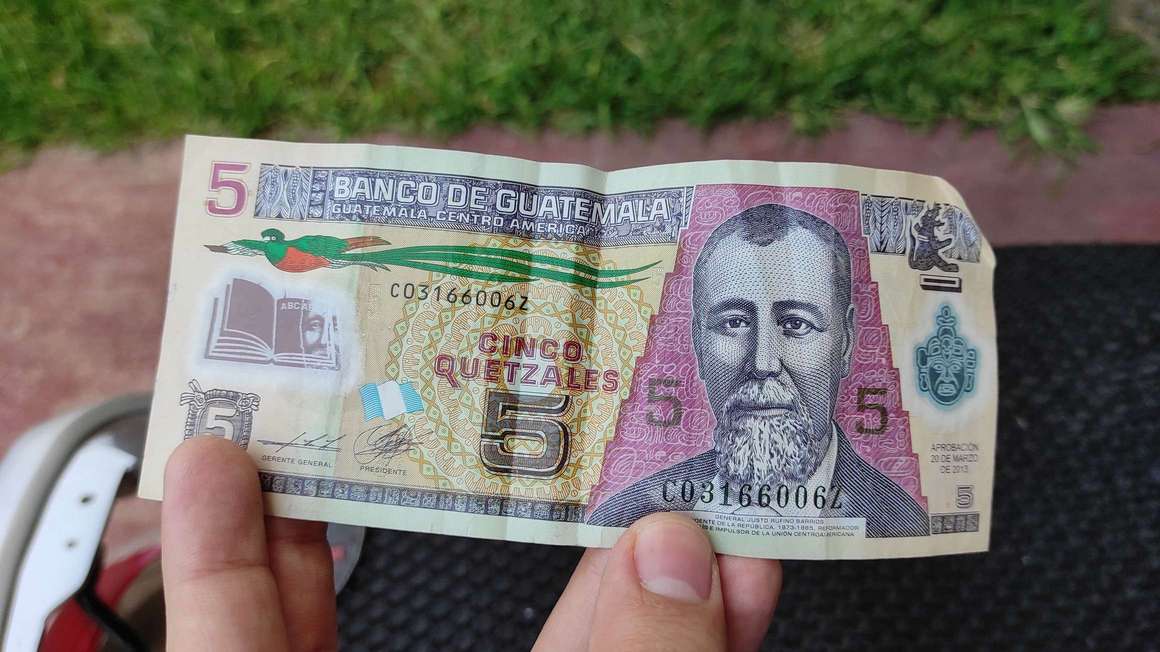 5
BANCO DE GUATEMALA
GUATEMALA, CENTRO AMERICA
C03166006Z
ABC
CINCO
QUETZALES
5
5
GERENTE GENERAL
PRESIDENTE
5
5
C03166006Z
GENERAL JUSTO RUFINO BARRIOS
DE LA REPÚBLICA, 1873-1885, REFORMADOR
E IMPULSOR DE LA UNIÓN CENTROAMERICANA
APROBACIÓN
20 DE MARZO
DE 2013
5